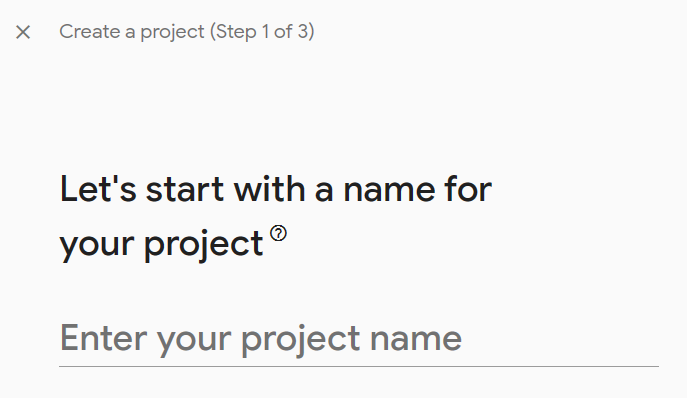 Create a project (Step 1 of 3)
Let's start with a name for
your project
Enter your project name